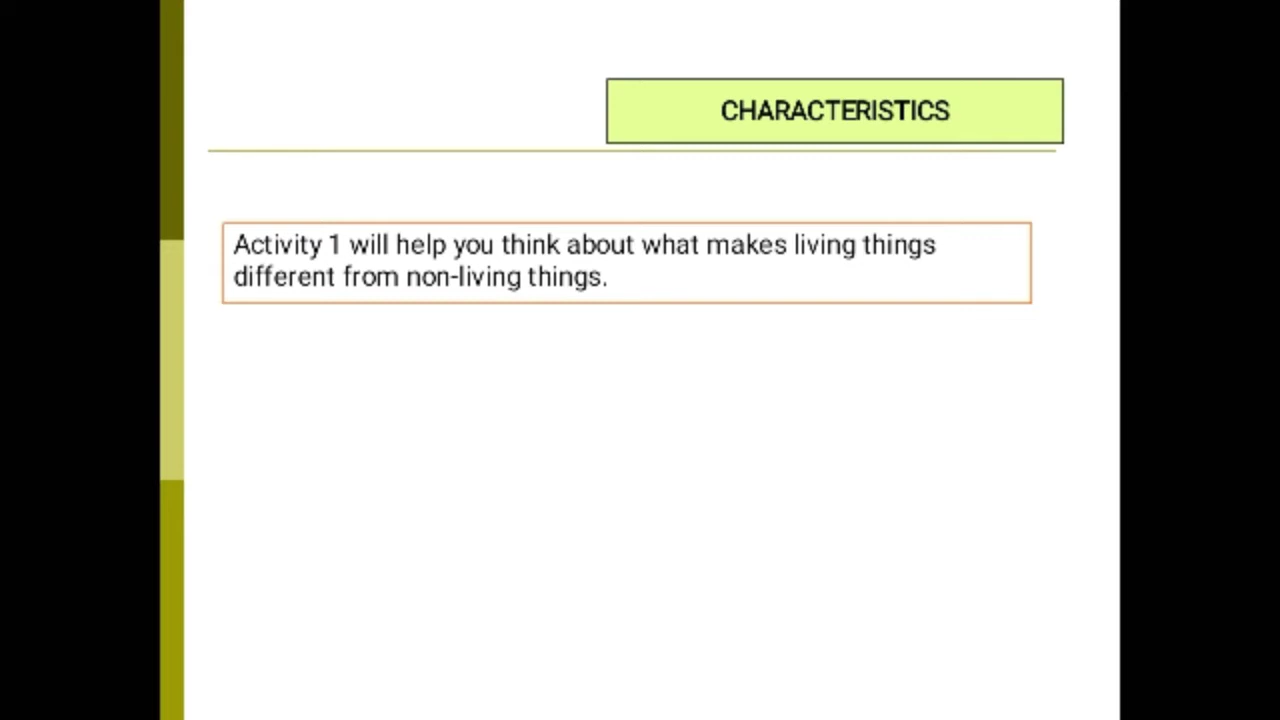 CHARACTERISTICS
Activity 1 will help you think about what makes living things
different from non-living things.